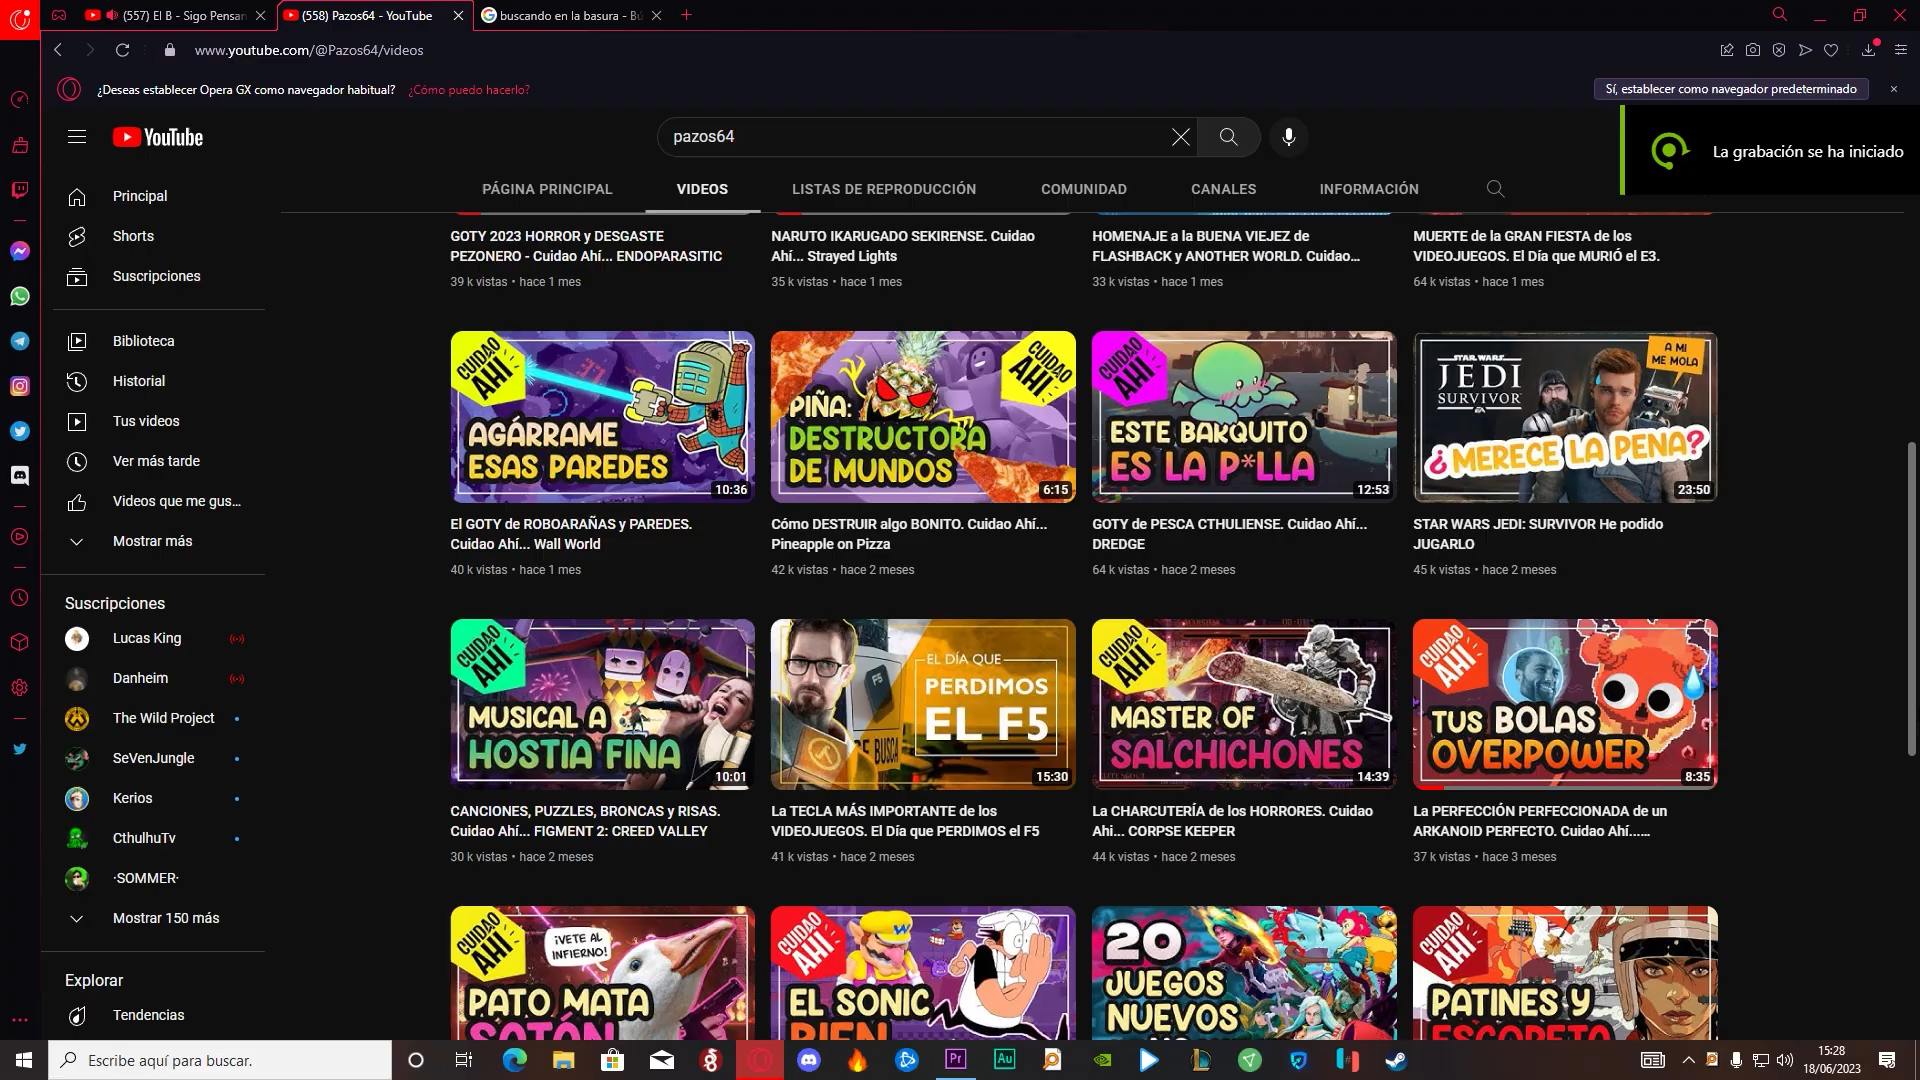 (557) El B - Sigo Pensan
(558) Pazos64 - YouTube
buscando en la basura - Bú
www.youtube.com/@Pazos64/videos
¿Deseas establecer Opera GX como navegador habitual? ¿Cómo puedo hacerlo?
Sí, establecer como navegador predeterminado
La grabación se ha iniciado
YouTube
pazos64
PÁGINA PRINCIPAL
VIDEOS
LISTAS DE REPRODUCCIÓN
COMUNIDAD
CANALES
INFORMACIÓN
Principal
Shorts
Suscripciones
Biblioteca
Historial
Tus videos
Ver más tarde
Videos que me gus...
Mostrar más
Suscripciones
Lucas King
Danheim
The Wild Project
SeVenJungle
Kerios
CthulhuTv
·SOMMER·
Mostrar 150 más
Explorar
Tendencias
GOTY 2023 HORROR y DESGASTE
PEZONERO - Cuidao Ahí... ENDOPARASITIC
39 k vistas • hace 1 mes
NARUTO IKARUGADO SEKIRENSE. Cuidao
Ahí... Strayed Lights
35 k vistas • hace 1 mes
HOMENAJE a la BUENA VIEJEZ de
FLASHBACK y ANOTHER WORLD. Cuidao...
33 k vistas • hace 1 mes
MUERTE de la GRAN FIESTA de los
VIDEOJUEGOS. El Día que MURIÓ el E3.
64 k vistas • hace 1 mes
CUIDAO
AHÍ
AGÁRRAME
ESAS PAREDES
10:36
El GOTY de ROBOARAÑAS y PAREDES.
Cuidao Ahí... Wall World
40 k vistas • hace 1 mes
CUIDAO
AHÍ
PIÑA:
DESTRUCTORA
DE MUNDOS
6:15
Cómo DESTRUIR algo BONITO. Cuidao Ahí...
Pineapple on Pizza
42 k vistas • hace 2 meses
CUIDAO
AHÍ
ESTE BARQUITO
ES LA P*LLA
12:53
GOTY de PESCA CTHULIENSE. Cuidao Ahí...
DREDGE
64 k vistas • hace 2 meses
STAR WARS
JEDI
SURVIVOR
A MI
ME MOLA
¿MERECE LA PENA?
23:50
STAR WARS JEDI: SURVIVOR He podido
JUGARLO
45 k vistas • hace 2 meses
CUIDAO
AHÍ
MUSICAL A
HOSTIA FINA
10:01
CANCIONES, PUZZLES, BRONCAS y RISAS.
Cuidao Ahí... FIGMENT 2: CREED VALLEY
30 k vistas • hace 2 meses
F5
SE BUSCA
EL DÍA QUE
PERDIMOS
EL F5
15:30
La TECLA MÁS IMPORTANTE de los
VIDEOJUEGOS. El Día que PERDIMOS el F5
41 k vistas • hace 2 meses
CUIDAO
AHÍ
MASTER OF
SALCHICHONES
14:39
La CHARCUTERÍA de los HORRORES. Cuidao
Ahi... CORPSE KEEPER
44 k vistas • hace 2 meses
CUIDAO
AHÍ
TUS BOLAS
OVERPOWER
8:35
La PERFECCIÓN PERFECCIONADA de un
ARKANOID PERFECTO. Cuidao Ahí......
37 k vistas • hace 3 meses
CUIDAO
AHÍ
¡VETE AL
INFIERNO!
PATO MATA
SATÁN
CUIDAO
AHÍ
W
EL SONIC
BIEN
20
JUEGOS
NUEVOS
CUIDAO
AHÍ
PATINES Y
ESCOPETA
Escribe aquí para buscar.
Pr
Au
15:28
18/06/2023